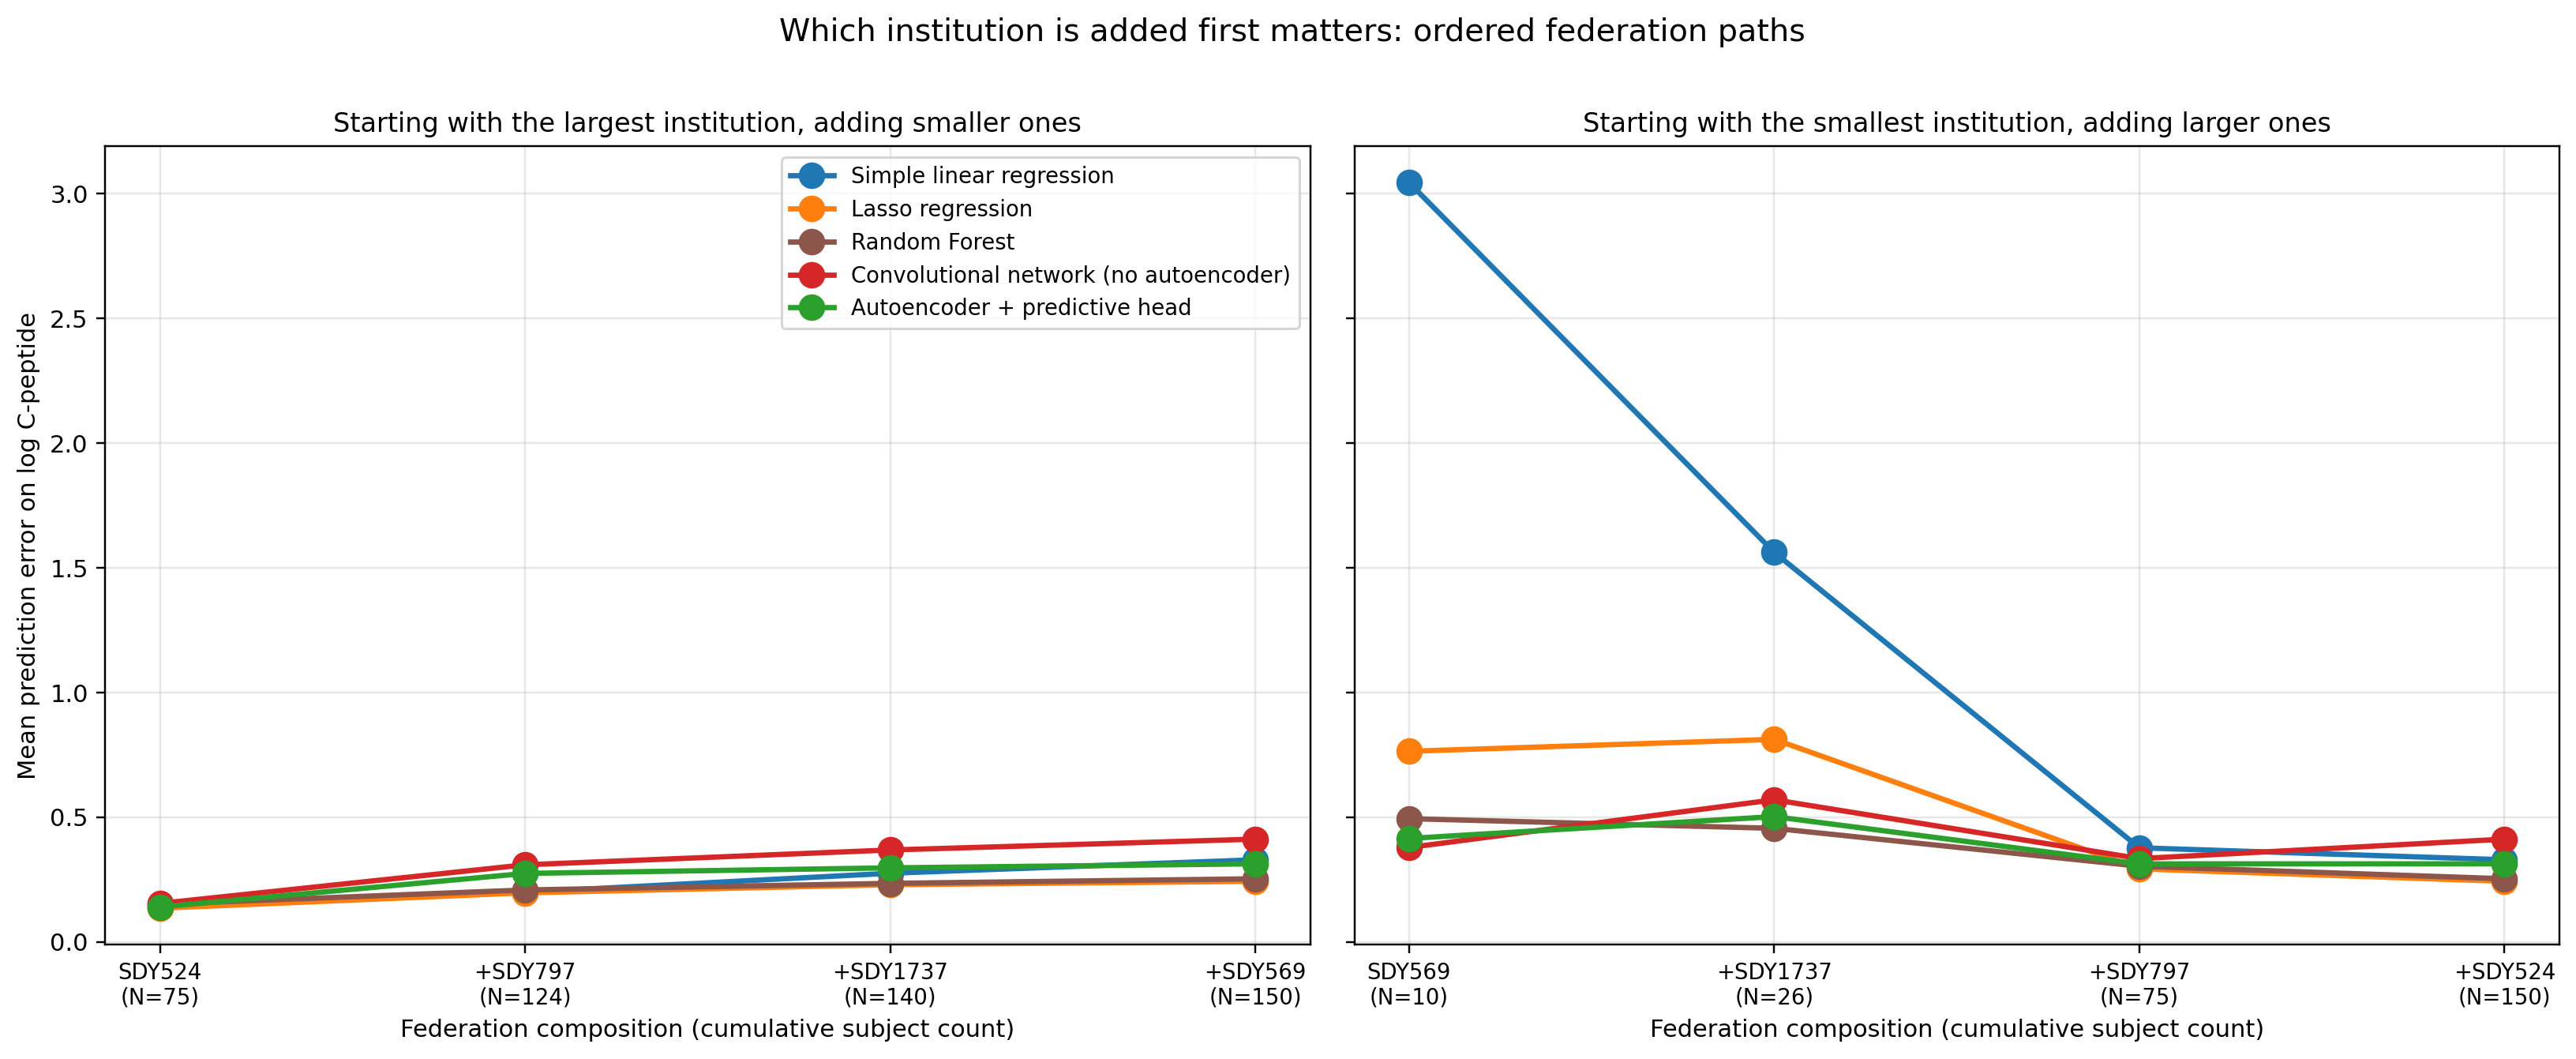 Which institution is added first matters: ordered federation paths
Starting with the largest institution, adding smaller ones
Mean prediction error on log C-peptide
3.0
2.5
2.0
1.5
1.0
0.5
0.0
Simple linear regression
Lasso regression
Random Forest
Convolutional network (no autoencoder)
Autoencoder + predictive head
SDY524
(N=75)
+SDY797
(N=124)
+SDY1737
(N=140)
+SDY569
(N=150)
Federation composition (cumulative subject count)
Starting with the smallest institution, adding larger ones
SDY569
(N=10)
+SDY1737
(N=26)
+SDY797
(N=75)
+SDY524
(N=150)
Federation composition (cumulative subject count)